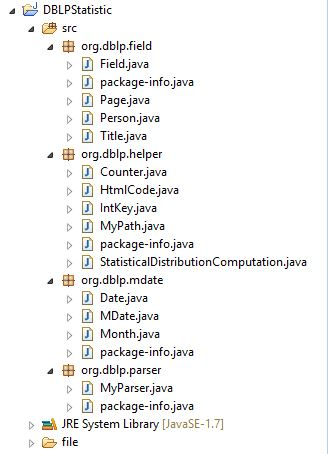 DBLPStatistic
src
org.dblp.field
Field.java
package-info.java
Page.java
Person.java
Title.java
org.dblp.helper
Counter.java
HtmlCode.java
IntKey.java
MyPath.java
package-info.java
StatisticalDistributionComputation.java
org.dblp.mdate
Date.java
MDate.java
Month.java
package-info.java
org.dblp.parser
MyParser.java
package-info.java
JRE System Library [JavaSE-1.7]
file